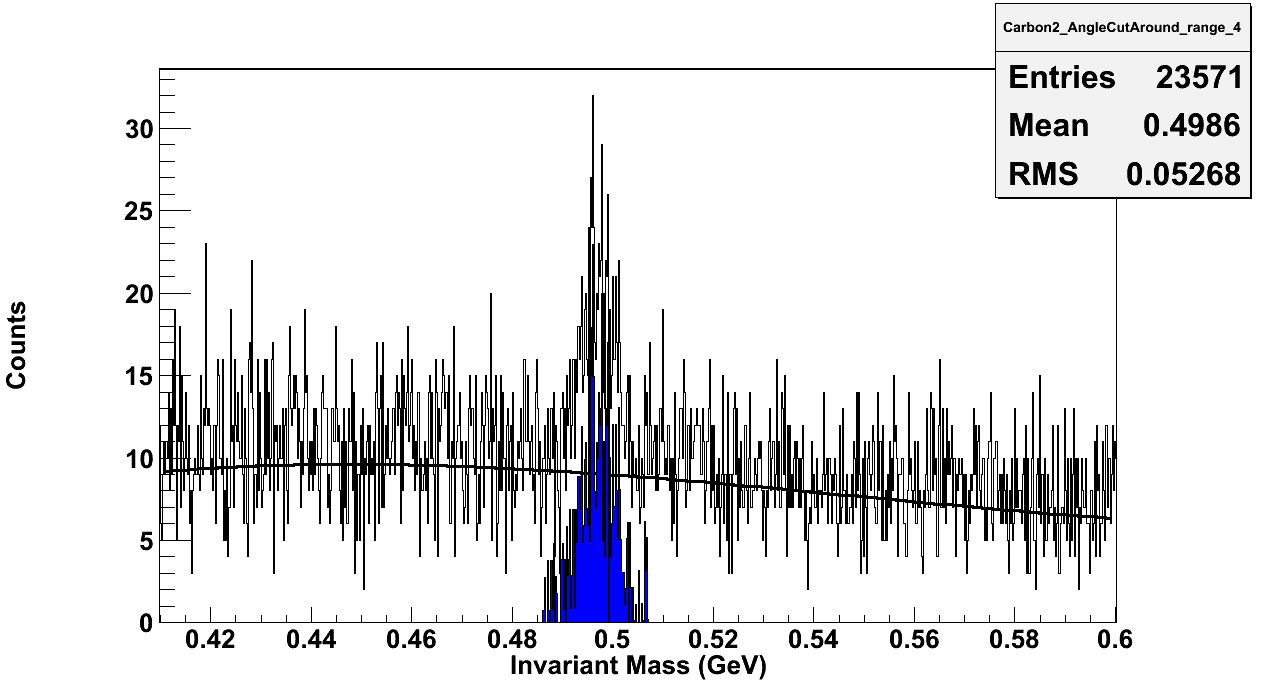 Carbon2_AngleCutAround_range_4
Entries 23571
Mean 0.4986
RMS 0.05268
30
25
20
15
10
5
0
Counts
0.42 0.44 0.46 0.48 0.5 0.52 0.54 0.56 0.58 0.6
Invariant Mass (GeV)